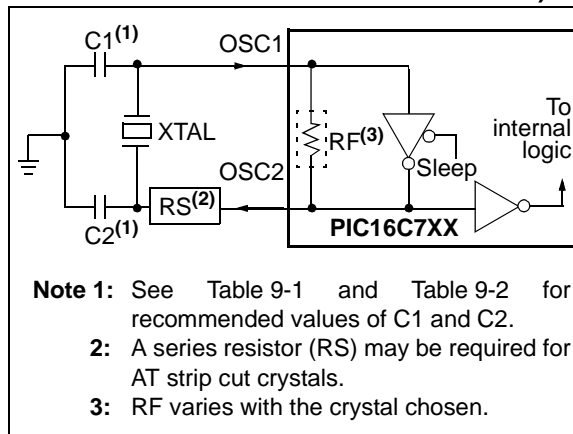 C1(1)
OSC1
XTAL
RF(3)
To
internal
logic
OSC2
Sleep
RS(2)
C2(1)
PIC16C7XX
Note 1: See Table 9-1 and Table 9-2 for
recommended values of C1 and C2.
2: A series resistor (RS) may be required for
AT strip cut crystals.
3: RF varies with the crystal chosen.